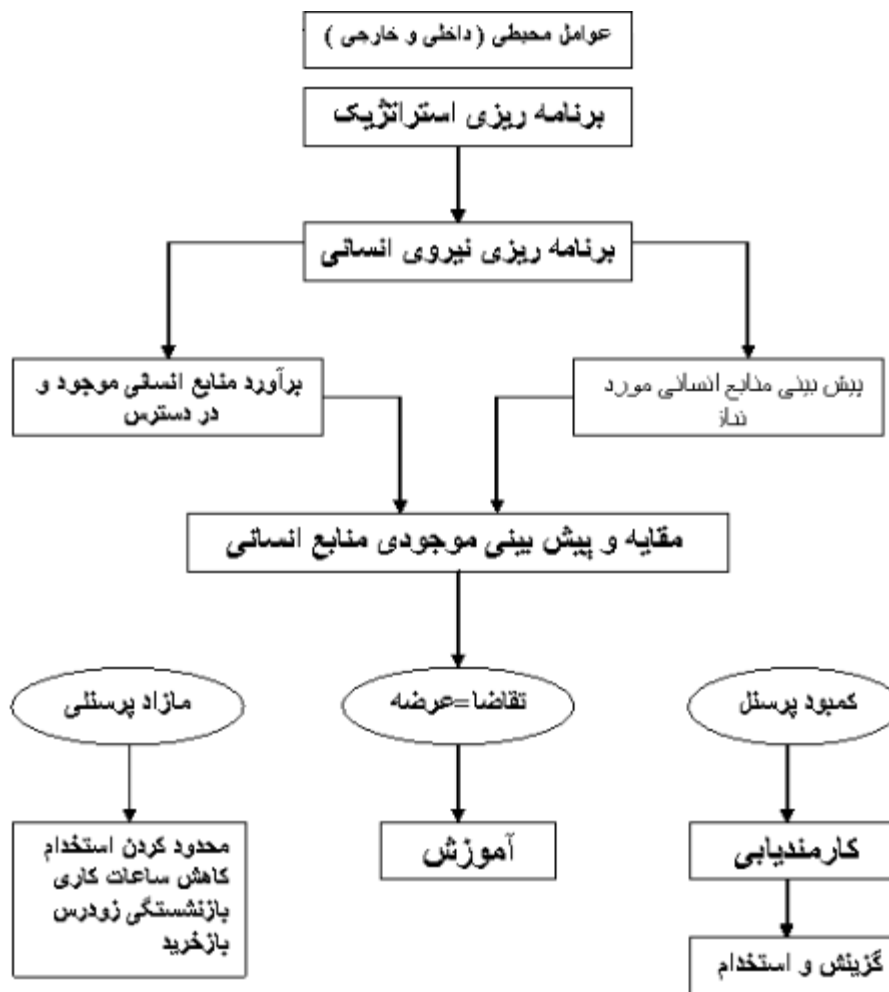 عوامل محیطی ( داخلی و خارجی )
برنامه ریزی استراتژیک
برنامه ریزی نیروی انسانی
پیش بینی منابع انسانی مورد
نیاز
برآورد منابع انسانی موجود و
در دسترس
مقایه و پیش بینی موجودی منابع انسانی
کمبود پرسنل
تقاضا=عرضه
مازاد پرسنلی
کارمندیابی
آموزش
محدود کردن استخدام
کاهش ساعات کاری
بازنشستگی زودرس
بازخرید
گزینش و استخدام